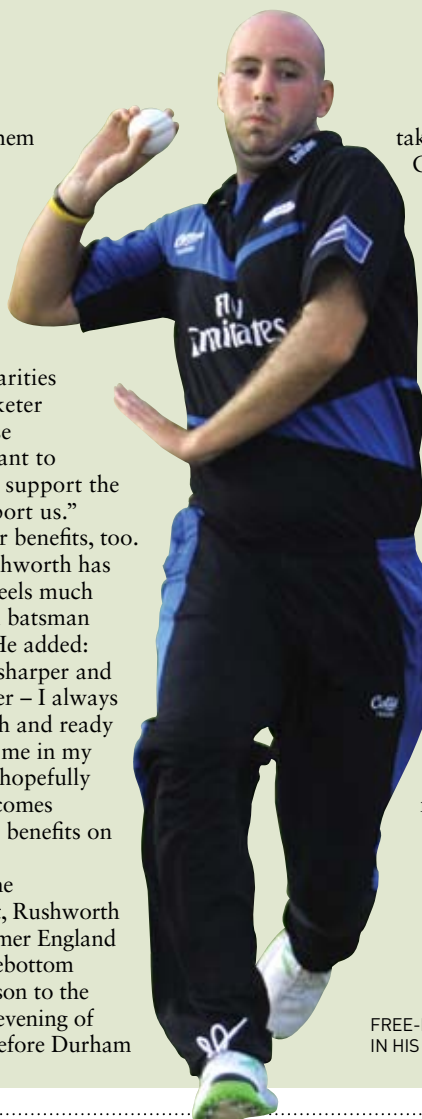 hem
arities
keter
e
ant to
support the
port us.”
r benefits, too.
shworth has
eels much
batsman
He added:
sharper and
er – I always
h and ready
me in my
hopefully
comes
benefits on
he
t, Rushworth
mer England
ebottom
son to the
evening of
efore Durham
Fly
Emirates
tak
FREE-
IN HIS